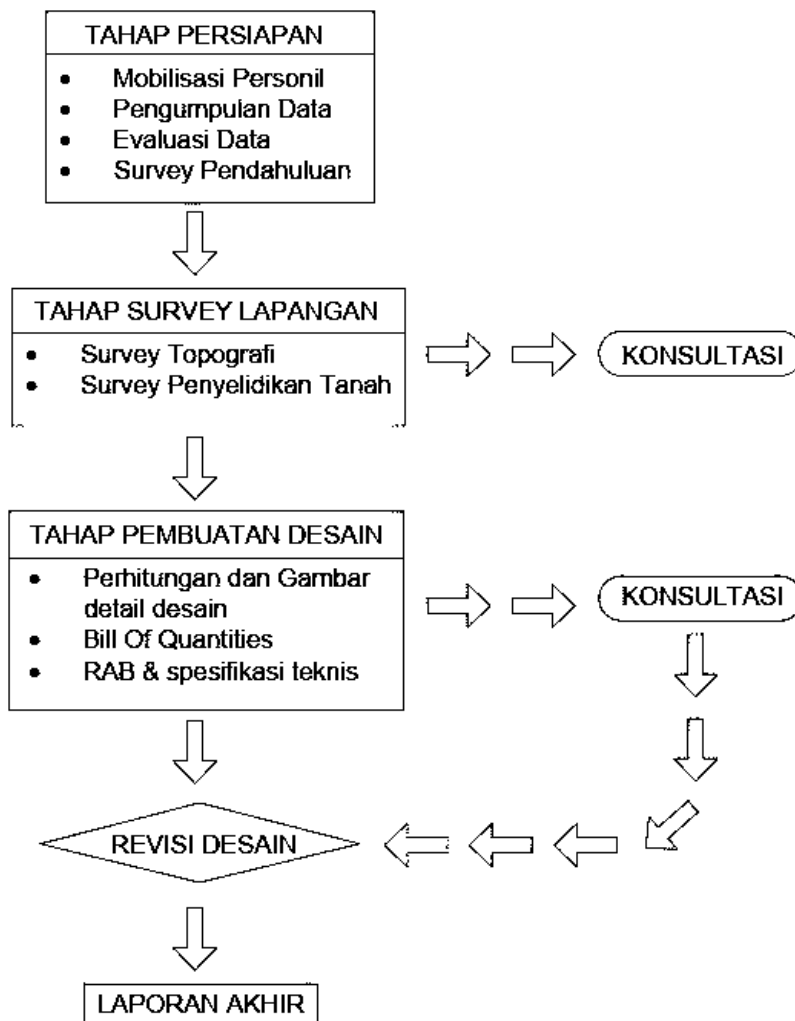 TAHAP PERSIAPAN
• Mobilisasi Personil
• Pengumpulan Data
• Evaluasi Data
• Survey Pendahuluan
TAHAP SURVEY LAPANGAN
• Survey Topografi
• Survey Penyelidikan Tanah
KONSULTASI
TAHAP PEMBUATAN DESAIN
• Perhitungan dan Gambar
detail desain
• Bill Of Quantities
• RAB & spesifikasi teknis
KONSULTASI
REVISI DESAIN
LAPORAN AKHIR